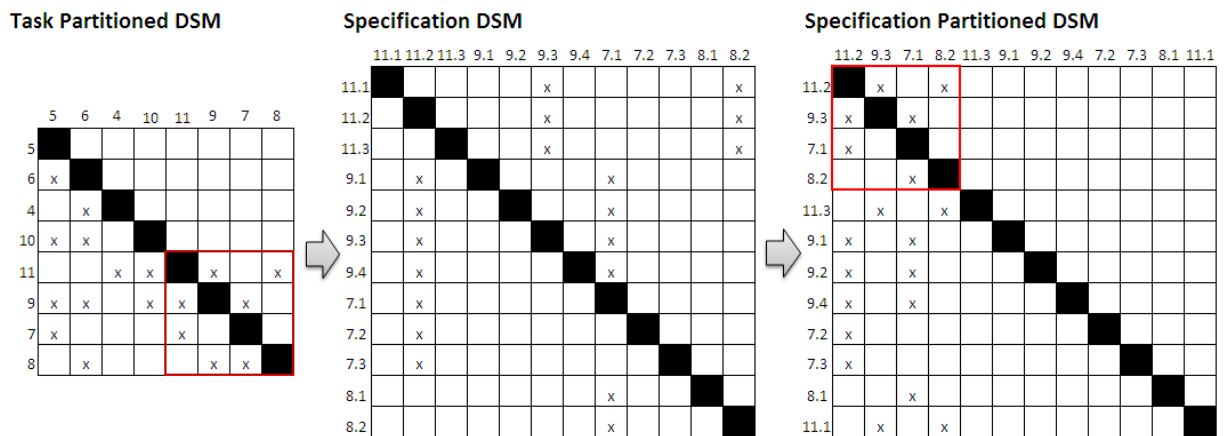 Task Partitioned DSM
5 6 4 10 11 9 7 8
5
6 x
4 x
10 x x
11 x x x x
9 x x x x x
7 x x
8 x x x
Specification DSM
11.1 11.2 11.3 9.1 9.2 9.3 9.4 7.1 7.2 7.3 8.1 8.2
11.1 x x
11.2 x x
11.3 x x
9.1 x x
9.2 x x
9.3 x x
9.4 x x
7.1 x
7.2 x
7.3 x
8.1 x
8.2 x
Specification Partitioned DSM
11.2 9.3 7.1 8.2 11.3 9.1 9.2 9.4 7.2 7.3 8.1 11.1
11.2 x x
9.3 x x
7.1 x
8.2 x
11.3 x x
9.1 x x
9.2 x x
9.4 x x
7.2 x
7.3 x
8.1 x
11.1 x x